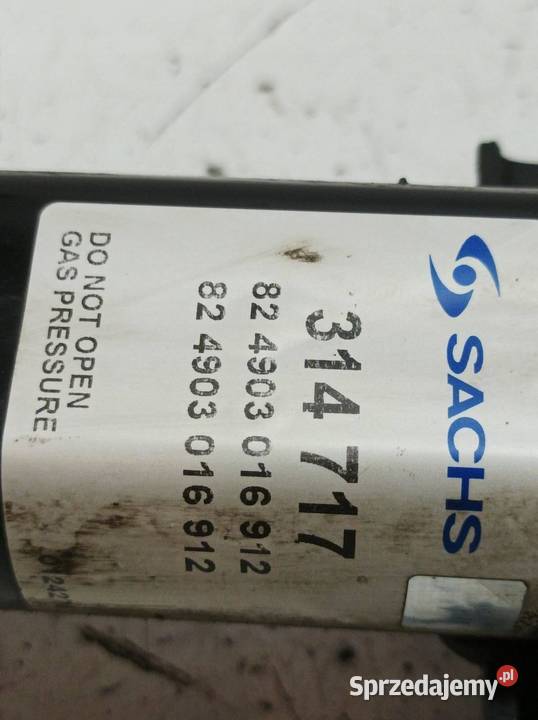 SACHS
314 717
82 4903 016 912
82 4903 016 912
DO NOT OPEN
GAS PRESSURE
Sprzedajemy.pl